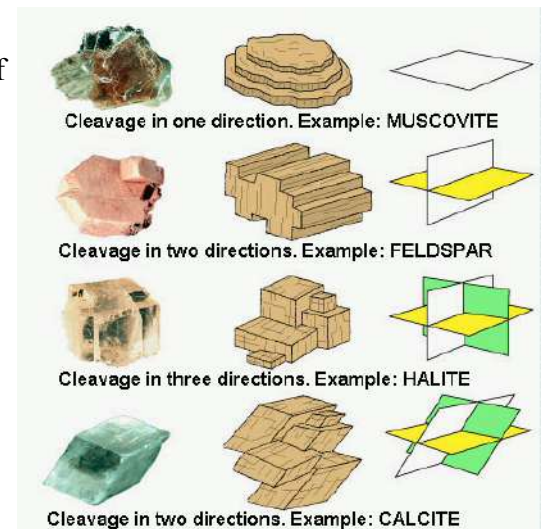 f
Cleavage in one direction. Example: MUSCOVITE
Cleavage in two directions. Example: FELDSPAR
Cleavage in three directions. Example: HALITE
Cleavage in two directions. Example: CALCITE